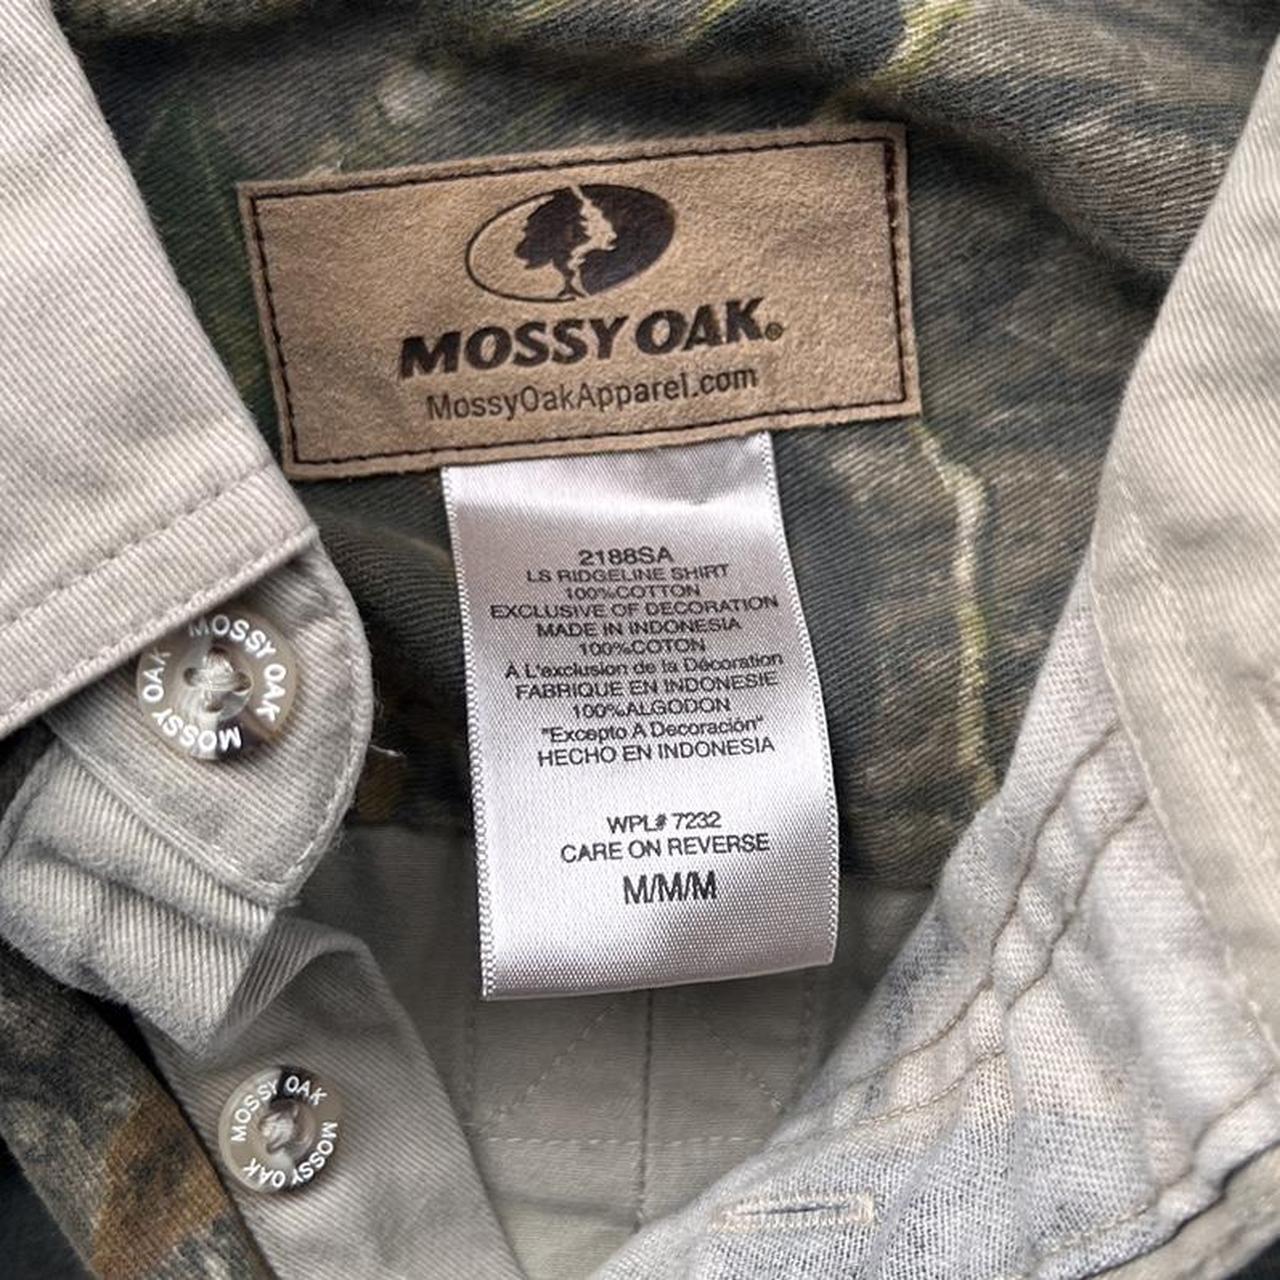 MOSSY OAK®
MossyOakApparel.com
2188SA
LS RIDGELINE SHIRT
100%COTTON
EXCLUSIVE OF DECORATION
MADE IN INDONESIA
100%COTON
À L'exclusion de la Décoration
FABRIQUE EN INDONESIE
100%ALGODON
"Excepto A Decoración"
HECHO EN INDONESIA
WPL# 7232
CARE ON REVERSE
M/M/M
MOSSY OAK
MOSSY OAK
MOSSY OAK
MOSSY OAK